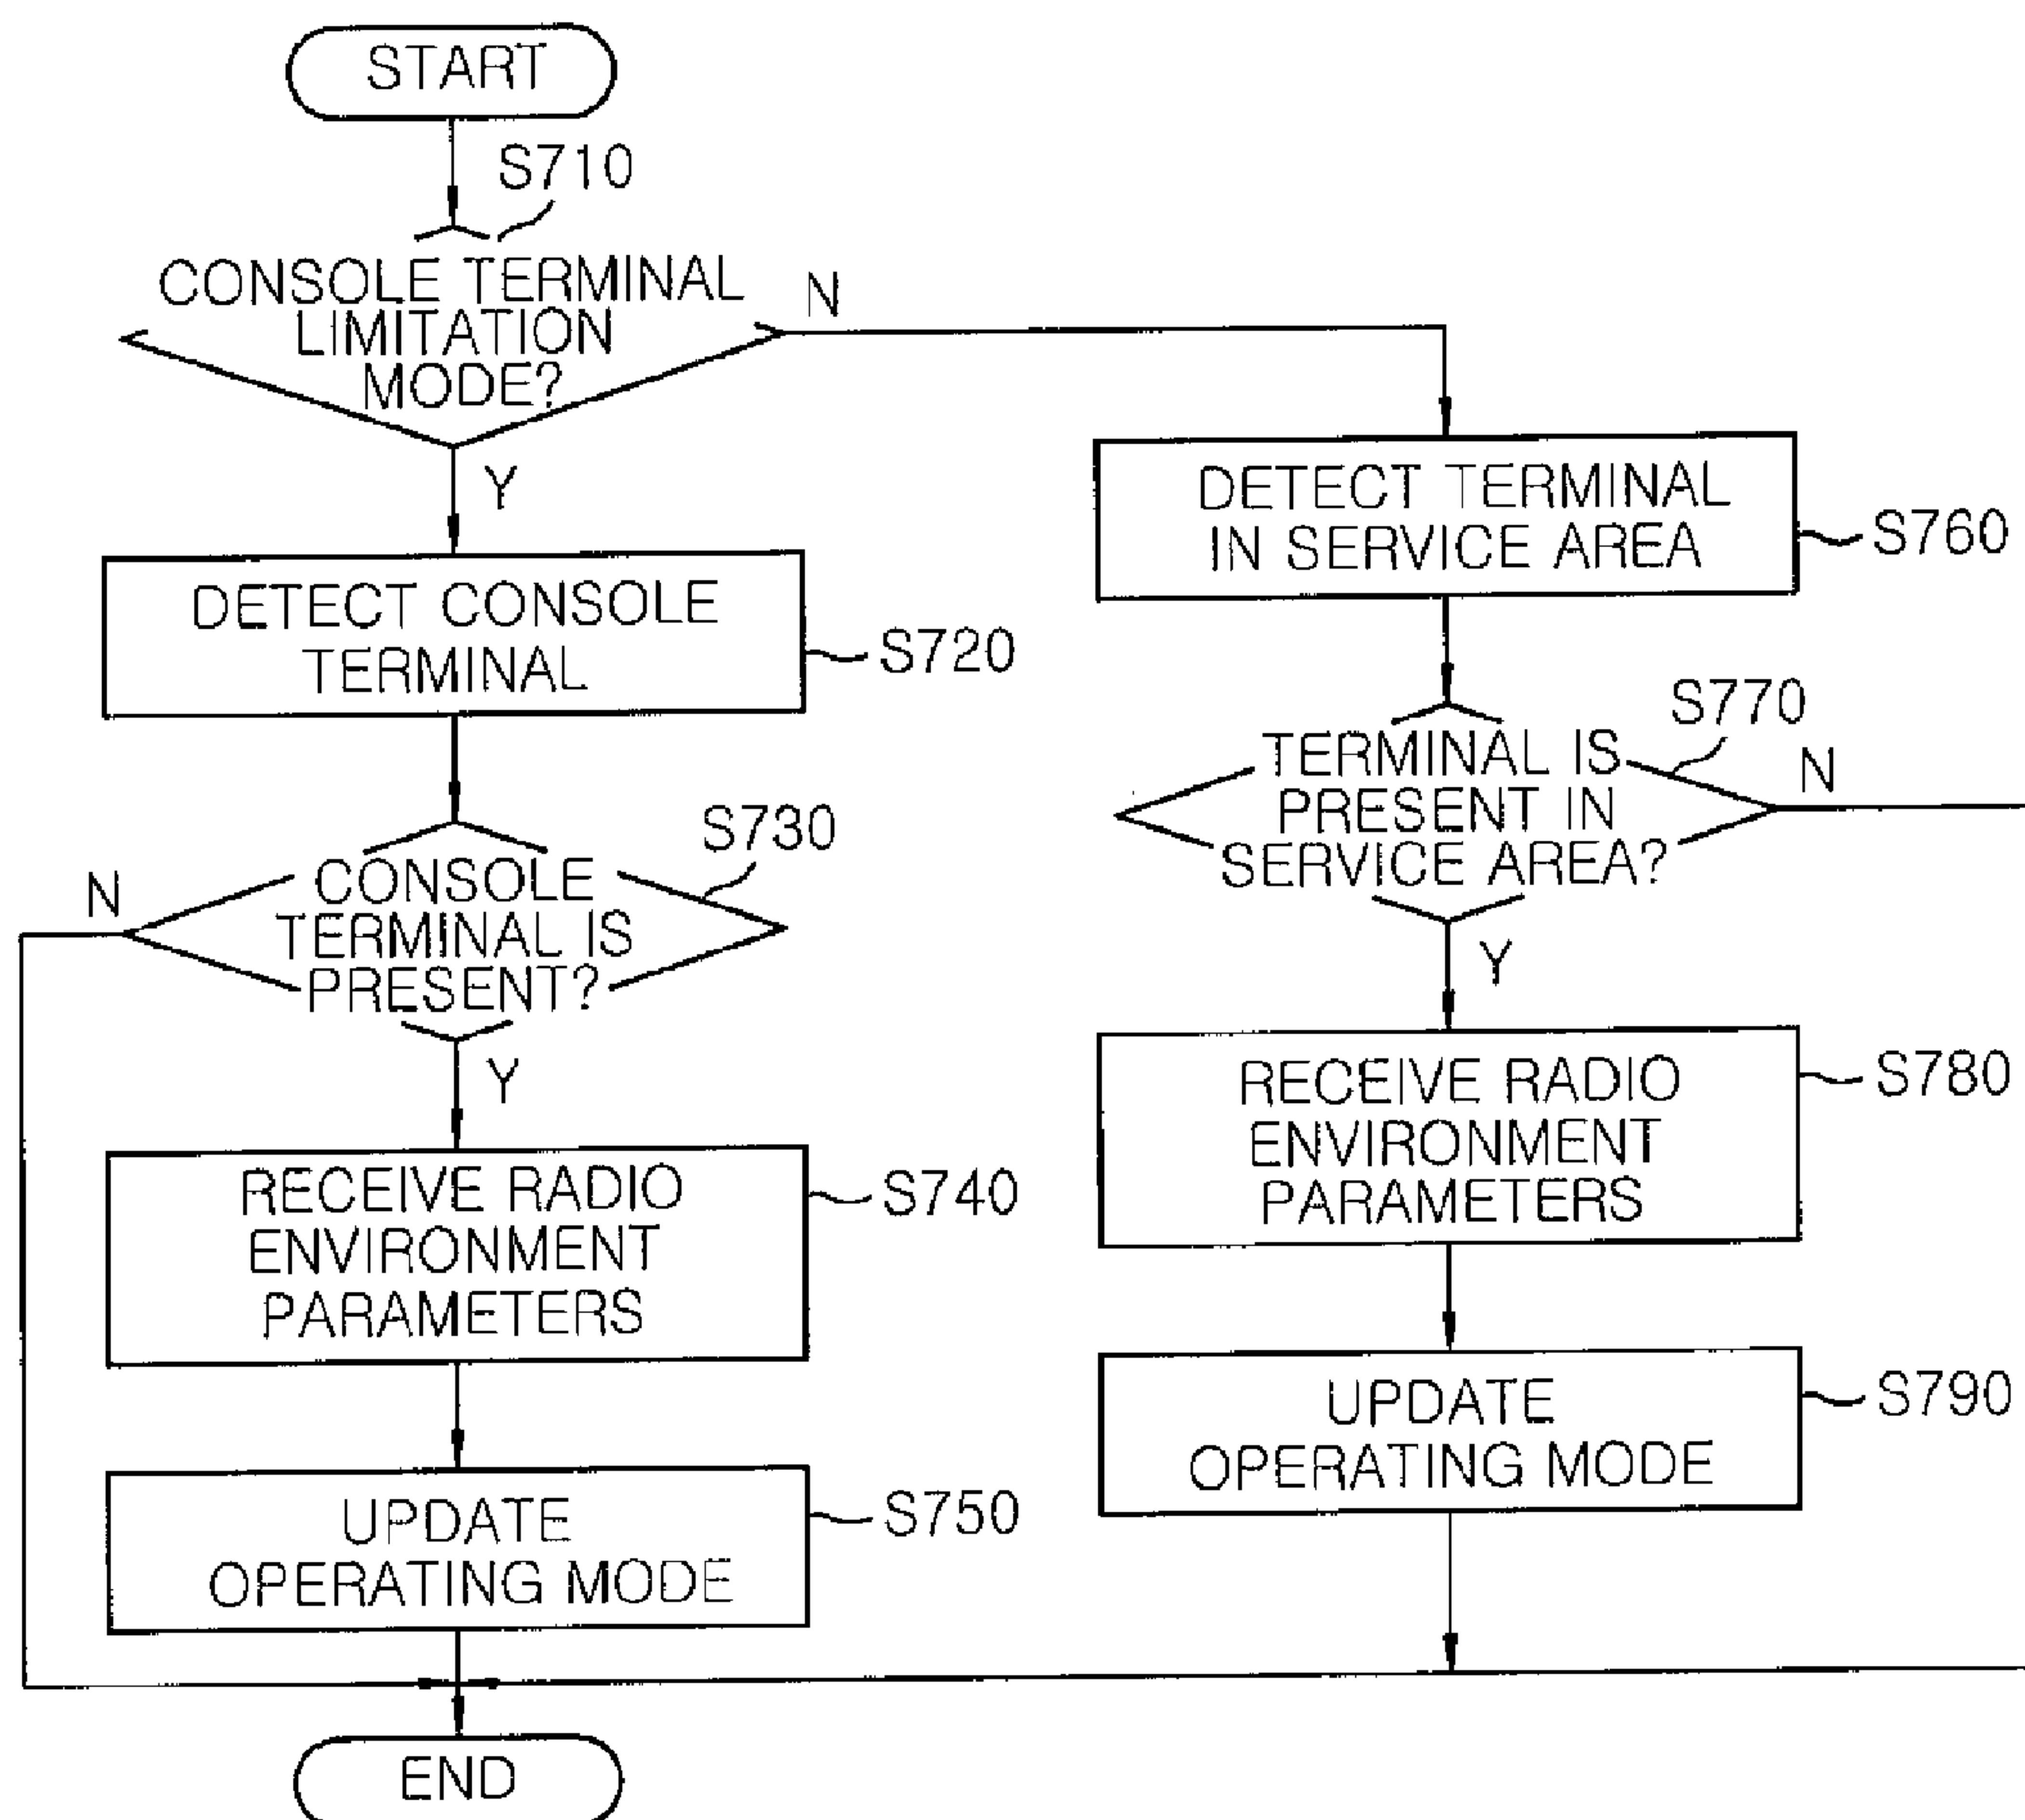 START
S710
CONSOLE TERMINAL
LIMITATION
MODE?
N
Y
DETECT CONSOLE
TERMINAL
S720
CONSOLE
TERMINAL IS
PRESENT?
S730
N
Y
RECEIVE RADIO
ENVIRONMENT
PARAMETERS
S740
UPDATE
OPERATING MODE
S750
DETECT TERMINAL
IN SERVICE AREA
S760
S770
TERMINAL IS
PRESENT IN
SERVICE AREA?
N
Y
RECEIVE RADIO
ENVIRONMENT
PARAMETERS
S780
UPDATE
OPERATING MODE
S790
END